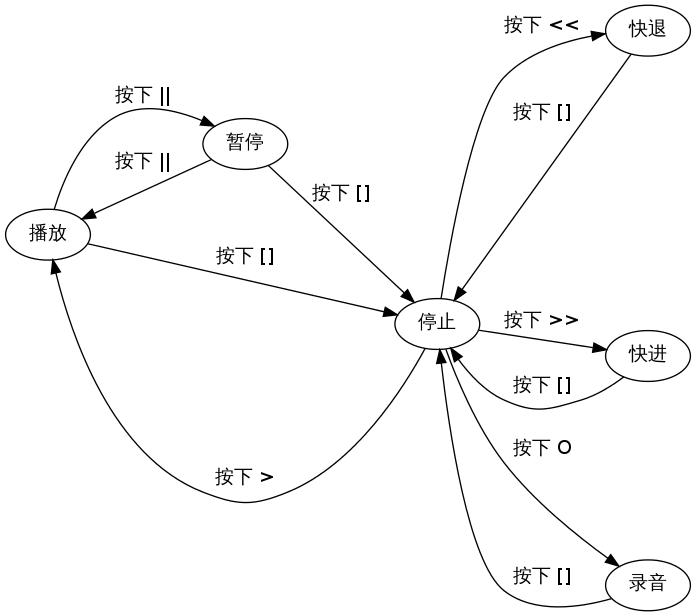 按下 <<
快退
按下 ||
按下 []
暂停
按下 ||
按下 []
播放
按下 []
停止
按下 >>
快进
按下 []
按下 O
按下 >
按下 []
录音